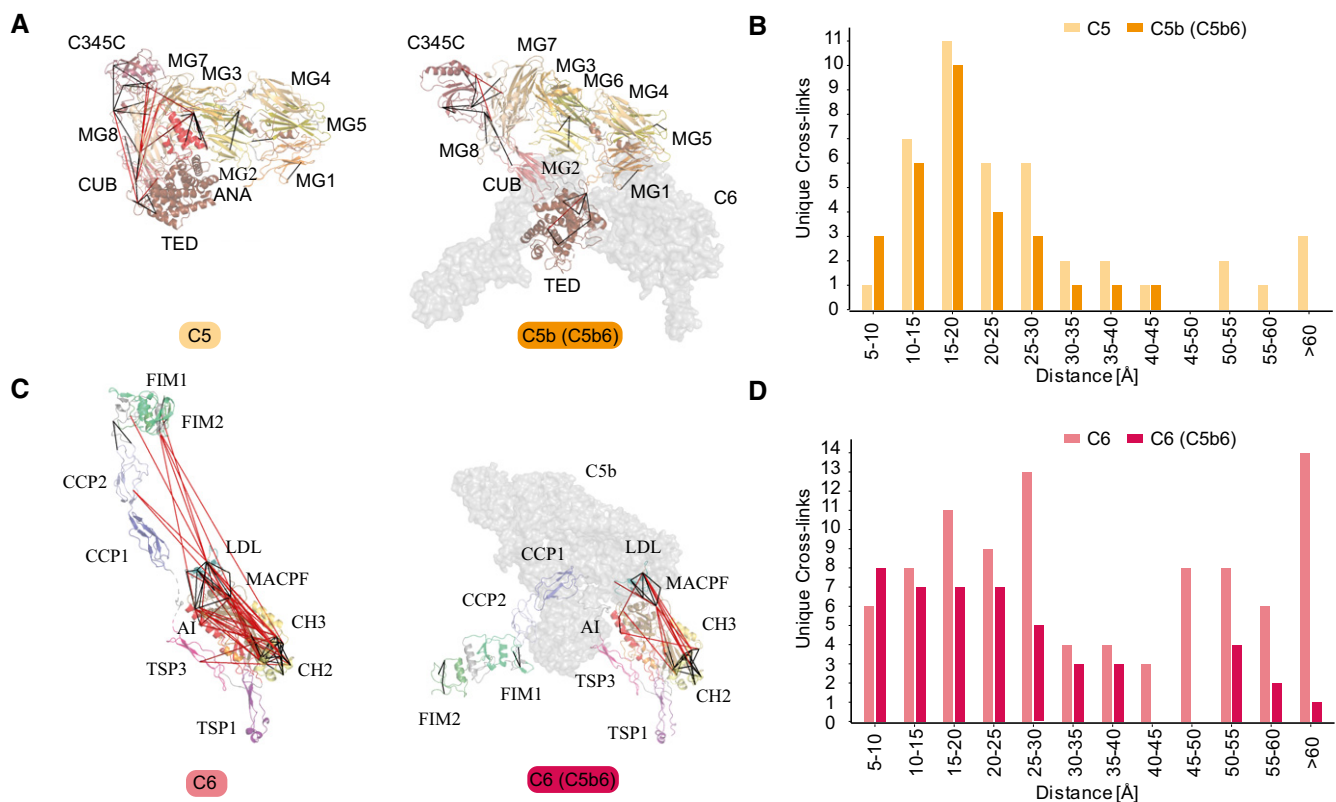 A
C345C
MG7
MG3
MG4
MG5
MG8
CUB
MG2
ANA
MG1
TED
C5
C345C
MG7
MG3
MG6
MG4
MG5
MG8
CUB
MG2
MG1
C6
TED
C5b (C5b6)
B
C5 C5b (C5b6)
Unique Cross-links
11
10
9
8
7
6
5
4
3
2
1
0
5-10
10-15
15-20
20-25
25-30
30-35
35-40
40-45
45-50
50-55
55-60
>60
Distance [Å]
C
FIM1
FIM2
CCP2
CCP1
LDL
MACPF
AI
CH3
TSP3
CH2
TSP1
C6
C5b
CCP1
LDL
CCP2
MACPF
AI
CH3
FIM1
TSP3
CH2
FIM2
TSP1
C6 (C5b6)
D
C6 C6 (C5b6)
Unique Cross-links
14
13
12
11
10
9
8
7
6
5
4
3
2
1
0
5-10
10-15
15-20
20-25
25-30
30-35
35-40
40-45
45-50
50-55
55-60
>60
Distance [Å]